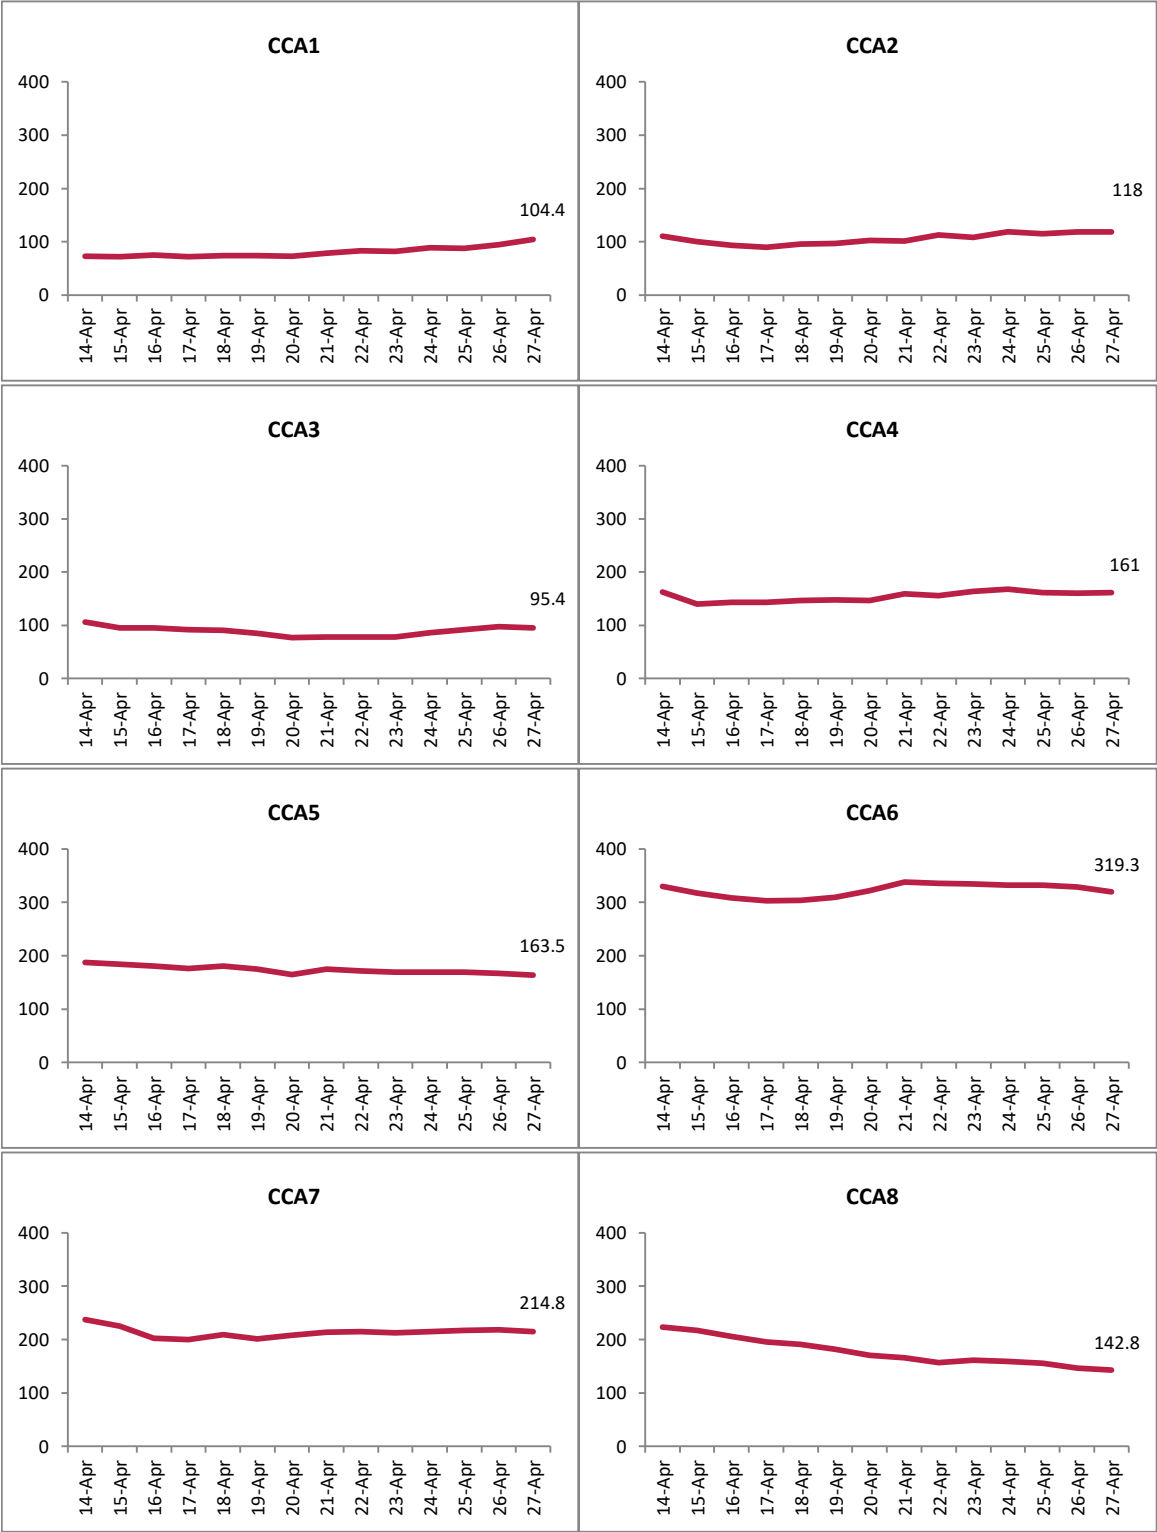 CCA1
400
300
200
100
0
104.4
14-Apr
15-Apr
16-Apr
17-Apr
18-Apr
19-Apr
20-Apr
21-Apr
22-Apr
23-Apr
24-Apr
25-Apr
26-Apr
27-Apr
CCA2
400
300
200
100
0
118
14-Apr
15-Apr
16-Apr
17-Apr
18-Apr
19-Apr
20-Apr
21-Apr
22-Apr
23-Apr
24-Apr
25-Apr
26-Apr
27-Apr
CCA3
400
300
200
100
0
95.4
14-Apr
15-Apr
16-Apr
17-Apr
18-Apr
19-Apr
20-Apr
21-Apr
22-Apr
23-Apr
24-Apr
25-Apr
26-Apr
27-Apr
CCA4
400
300
200
100
0
161
14-Apr
15-Apr
16-Apr
17-Apr
18-Apr
19-Apr
20-Apr
21-Apr
22-Apr
23-Apr
24-Apr
25-Apr
26-Apr
27-Apr
CCA5
400
300
200
100
0
163.5
14-Apr
15-Apr
16-Apr
17-Apr
18-Apr
19-Apr
20-Apr
21-Apr
22-Apr
23-Apr
24-Apr
25-Apr
26-Apr
27-Apr
CCA6
400
300
200
100
0
319.3
14-Apr
15-Apr
16-Apr
17-Apr
18-Apr
19-Apr
20-Apr
21-Apr
22-Apr
23-Apr
24-Apr
25-Apr
26-Apr
27-Apr
CCA7
400
300
200
100
0
214.8
14-Apr
15-Apr
16-Apr
17-Apr
18-Apr
19-Apr
20-Apr
21-Apr
22-Apr
23-Apr
24-Apr
25-Apr
26-Apr
27-Apr
CCA8
400
300
200
100
0
142.8
14-Apr
15-Apr
16-Apr
17-Apr
18-Apr
19-Apr
20-Apr
21-Apr
22-Apr
23-Apr
24-Apr
25-Apr
26-Apr
27-Apr